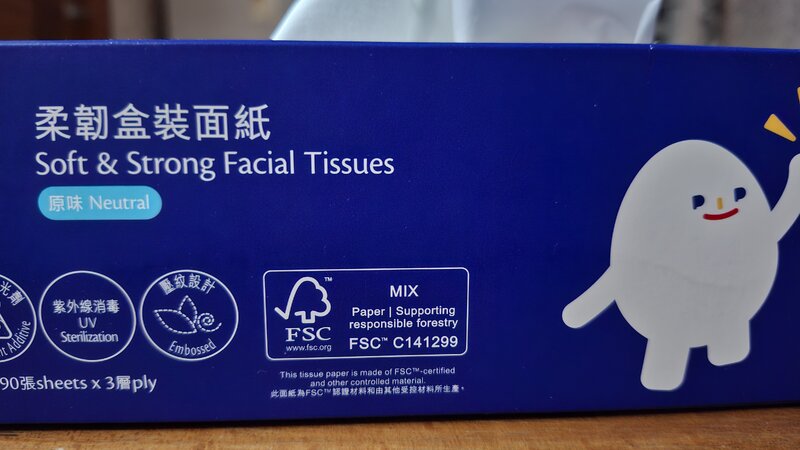 柔韌盒裝面紙
Soft & Strong Facial Tissues
原味 Neutral
光劑
Additive
紫外線消毒
UV
Sterilization
壓紋設計
Embossed
FSC™
www.fsc.org
MIX
Paper | Supporting
responsible forestry
FSC™ C141299
90張sheets x 3層ply
This tissue paper is made of FSC™-certified
and other controlled material.
此面紙為FSC™認證材料和由其他受控材料所生產。